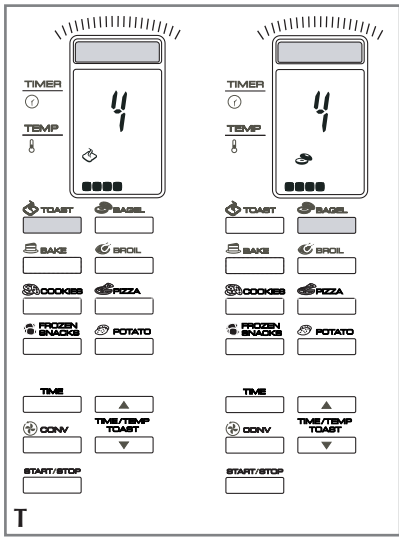 TIMER
4
TEMP
TOAST BAGEL
BAKE BROIL
COOKIES PIZZA
FROZEN
SNACKS POTATO
TIME
CONV TIME/TEMP
TOAST
START/STOP
TIMER
4
TEMP
TOAST BAGEL
BAKE BROIL
COOKIES PIZZA
FROZEN
SNACKS POTATO
TIME
CONV TIME/TEMP
TOAST
START/STOP
T